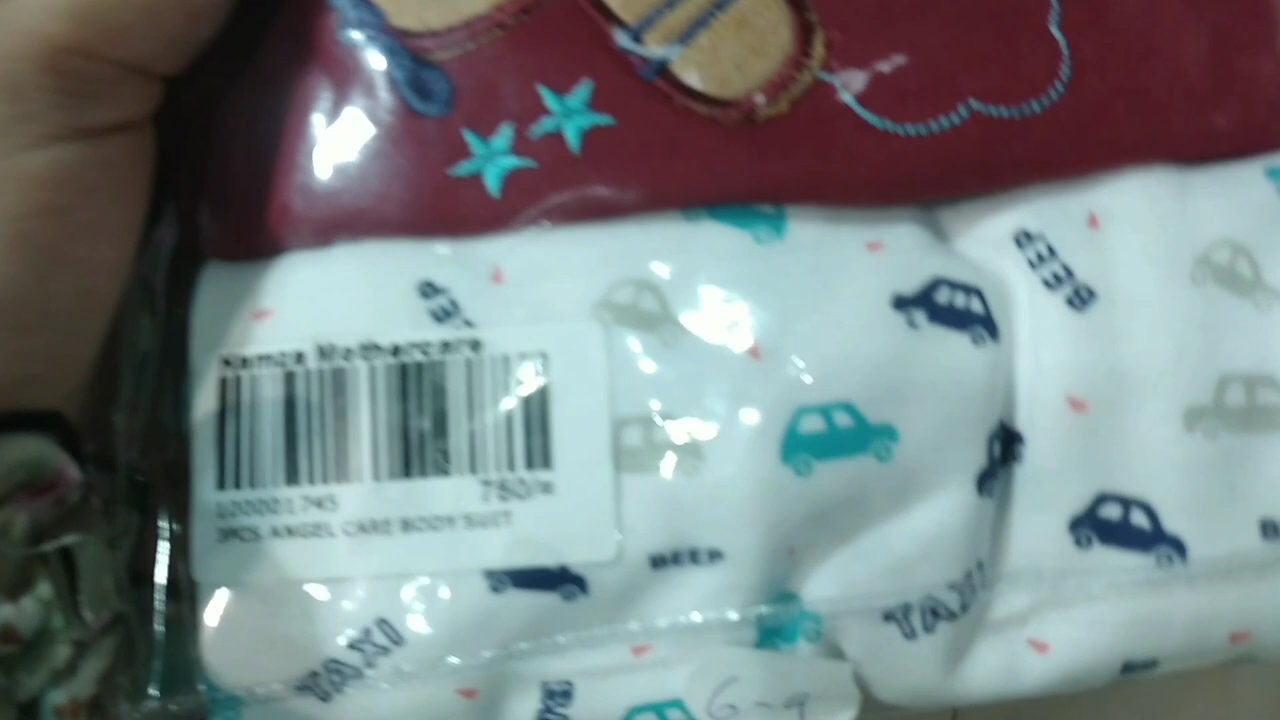 BEEP
BEEP
Mothercare
750/=
3PCS ANGEL CARE BODY SUIT
BEEP
TAXI
TAXI
6-9